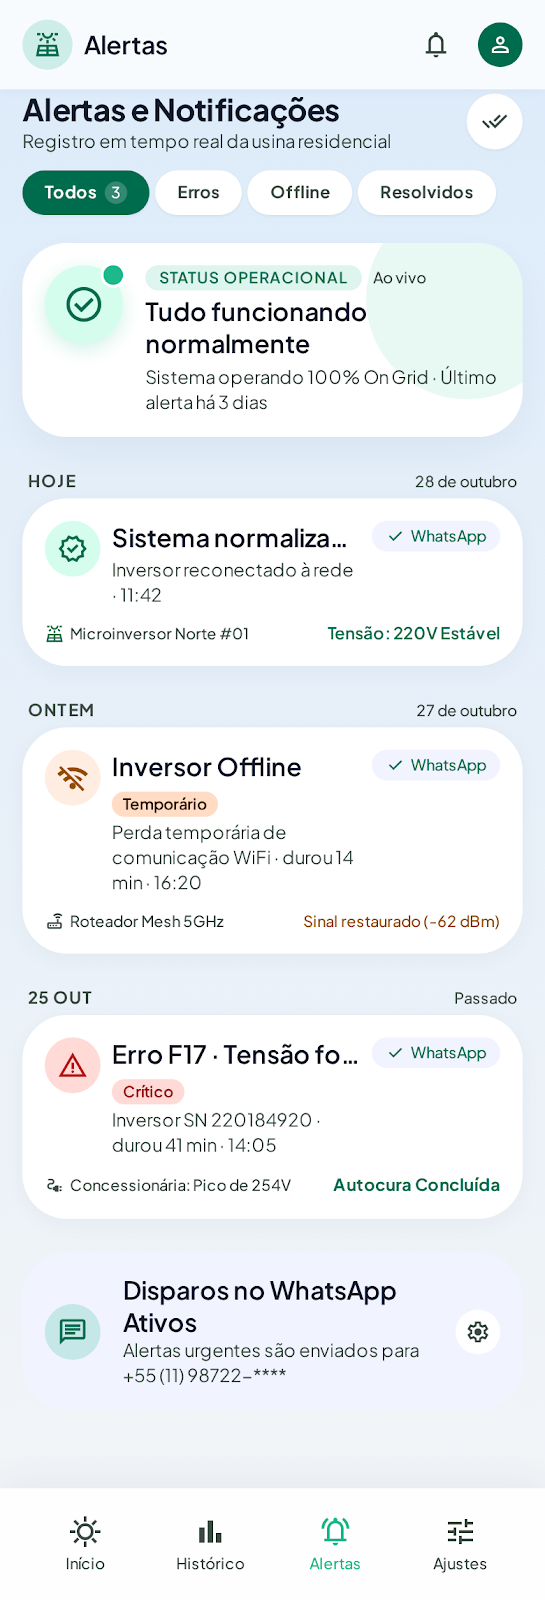 Alertas
Alertas e Notificações
Registro em tempo real da usina residencial
Todos 3
Erros
Offline
Resolvidos
STATUS OPERACIONAL
Ao vivo
Tudo funcionando
normalmente
Sistema operando 100% On Grid · Último
alerta há 3 dias
HOJE
28 de outubro
Sistema normaliza...
WhatsApp
Inversor reconectado à rede
· 11:42
Microinversor Norte #01
Tensão: 220V Estável
ONTEM
27 de outubro
Inversor Offline
WhatsApp
Temporário
Perda temporária de
comunicação WiFi · durou 14
min · 16:20
Roteador Mesh 5GHz
Sinal restaurado (-62 dBm)
25 OUT
Passado
Erro F17 · Tensão fo...
WhatsApp
Crítico
Inversor SN 220184920 ·
durou 41 min · 14:05
Concessionária: Pico de 254V
Autocura Concluída
Disparos no WhatsApp
Ativos
Alertas urgentes são enviados para
+55 (11) 98722-****
Início
Histórico
Alertas
Ajustes